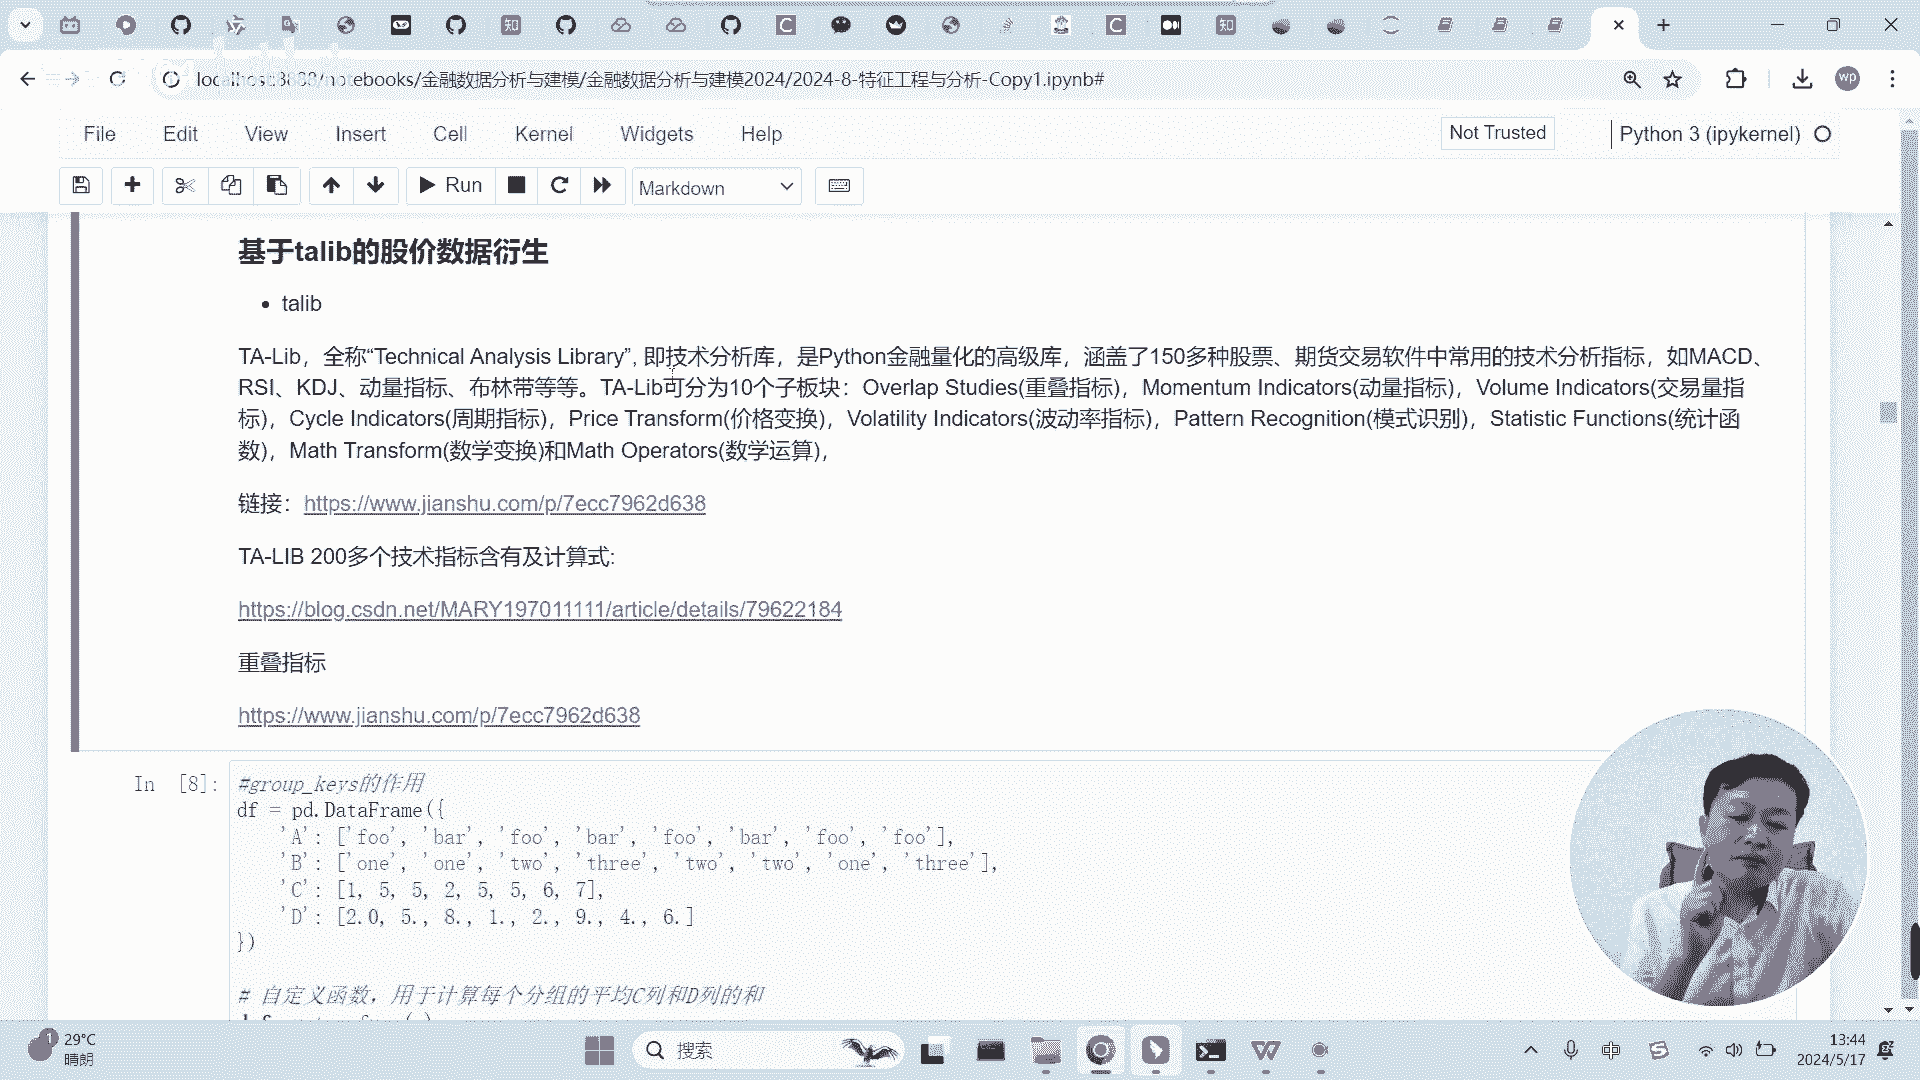 localhost:8888/notebooks/金融数据分析与建模/金融数据分析与建模2024/2024-8-特征工程与分析-Copy1.ipynb#
wp
File Edit View Insert Cell Kernel Widgets Help
Not Trusted
Python 3 (ipykernel)
Run
Markdown
基于talib的股价数据衍生
talib
TA-Lib，全称“Technical Analysis Library”, 即技术分析库，是Python金融量化的高级库，涵盖了150多种股票、期货交易软件中常用的技术分析指标，如MACD、
RSI、KDJ、动量指标、布林带等等。TA-Lib可分为10个子板块：Overlap Studies(重叠指标)，Momentum Indicators(动量指标)，Volume Indicators(交易量指
标)，Cycle Indicators(周期指标)，Price Transform(价格变换)，Volatility Indicators(波动率指标)，Pattern Recognition(模式识别)，Statistic Functions(统计函
数)，Math Transform(数学变换)和Math Operators(数学运算)，
链接：https://www.jianshu.com/p/7ecc7962d638
TA-LIB 200多个技术指标含有及计算式:
https://blog.csdn.net/MARY197011111/article/details/79622184
重叠指标
https://www.jianshu.com/p/7ecc7962d638
In [8]:
#group_keys的作用
df = pd.DataFrame({
'A': ['foo', 'bar', 'foo', 'bar', 'foo', 'bar', 'foo', 'foo'],
'B': ['one', 'one', 'two', 'three', 'two', 'two', 'one', 'three'],
'C': [1, 5, 5, 2, 5, 5, 6, 7],
'D': [2.0, 5., 8., 1., 2., 9., 4., 6.]
})
# 自定义函数，用于计算每个分组的平均C列和D列的和
1
29°C
晴朗
搜索
中
13:44
2024/5/17